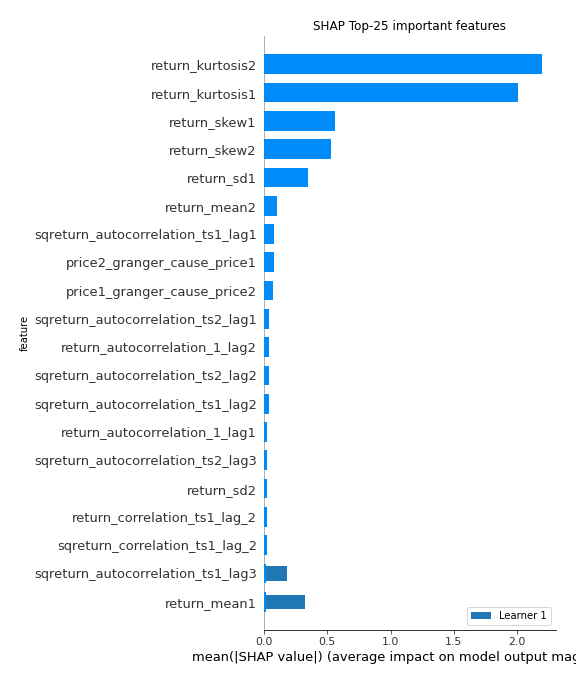 SHAP Top-25 important features
return_kurtosis2
return_kurtosis1
return_skew1
return_skew2
return_sd1
return_mean2
sqreturn_autocorrelation_ts1_lag1
price2_granger_cause_price1
price1_granger_cause_price2
sqreturn_autocorrelation_ts2_lag1
return_autocorrelation_1_lag2
sqreturn_autocorrelation_ts2_lag2
sqreturn_autocorrelation_ts1_lag2
return_autocorrelation_1_lag1
sqreturn_autocorrelation_ts2_lag3
return_sd2
return_correlation_ts1_lag_2
sqreturn_correlation_ts1_lag_2
sqreturn_autocorrelation_ts1_lag3
return_mean1
feature
Learner 1
0.0 0.5 1.0 1.5 2.0
mean(|SHAP value|) (average impact on model output mag